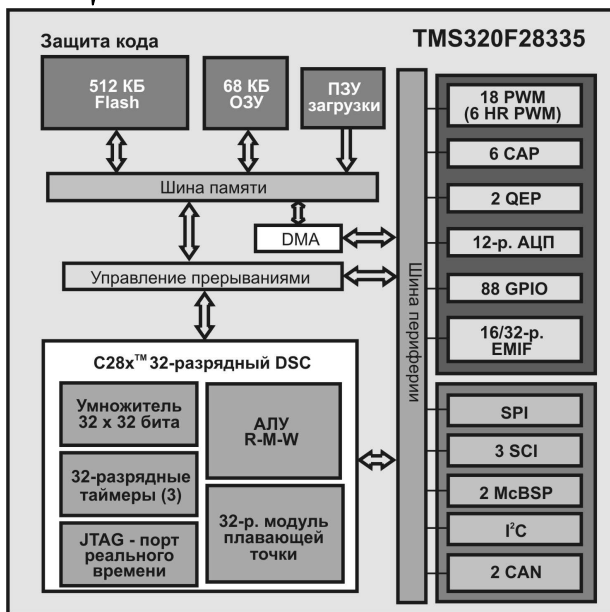 Защита кода
TMS320F28335
512 КБ
Flash
68 КБ
ОЗУ
ПЗУ
загрузки
Шина памяти
DMA
Управление прерываниями
C28x™ 32-разрядный DSC
Умножитель
32 x 32 бита
32-разрядные
таймеры (3)
JTAG - порт
реального
времени
АЛУ
R-M-W
32-р. модуль
плавающей
точки
Шина периферии
18 PWM
(6 HR PWM)
6 CAP
2 QEP
12-р. АЦП
88 GPIO
16/32-р.
EMIF
SPI
3 SCI
2 McBSP
I²C
2 CAN